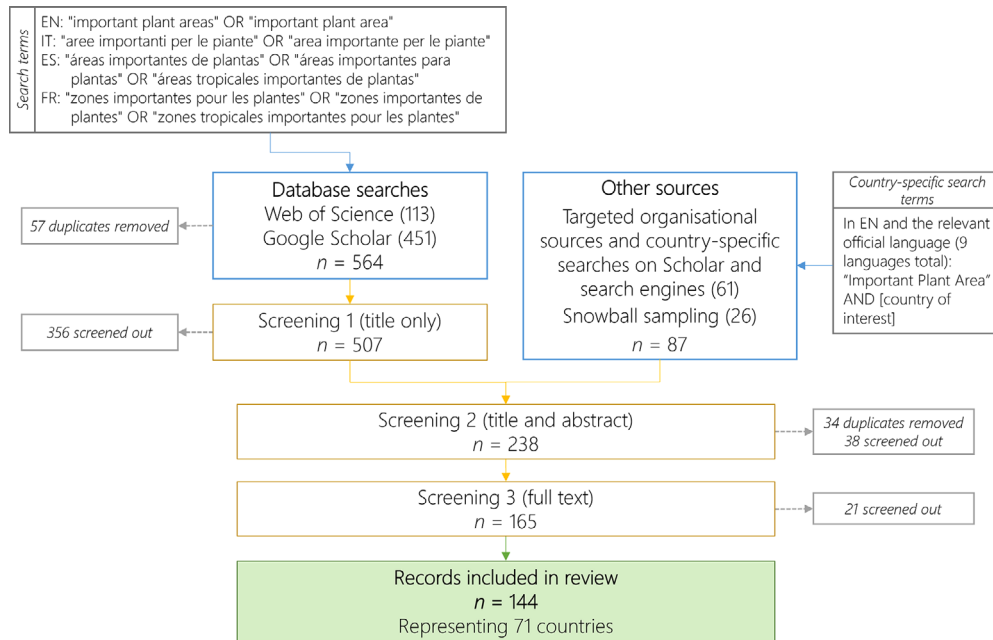 Search terms
EN: "important plant areas" OR "important plant area"
IT: "aree importanti per le piante" OR "area importante per le piante"
ES: "áreas importantes de plantas" OR "áreas importantes para
plantas" OR "áreas tropicales importantes de plantas"
FR: "zones importantes pour les plantes" OR "zones importantes de
plantes" OR "zones tropicales importantes pour les plantes"
Database searches
Web of Science (113)
Google Scholar (451)
n = 564
57 duplicates removed
Other sources
Targeted organisational
sources and country-specific
searches on Scholar and
search engines (61)
Snowball sampling (26)
n = 87
Country-specific search
terms
In EN and the relevant
official language (9
languages total):
“Important Plant Area”
AND [country of
interest]
Screening 1 (title only)
n = 507
356 screened out
Screening 2 (title and abstract)
n = 238
34 duplicates removed
38 screened out
Screening 3 (full text)
n = 165
21 screened out
Records included in review
n = 144
Representing 71 countries